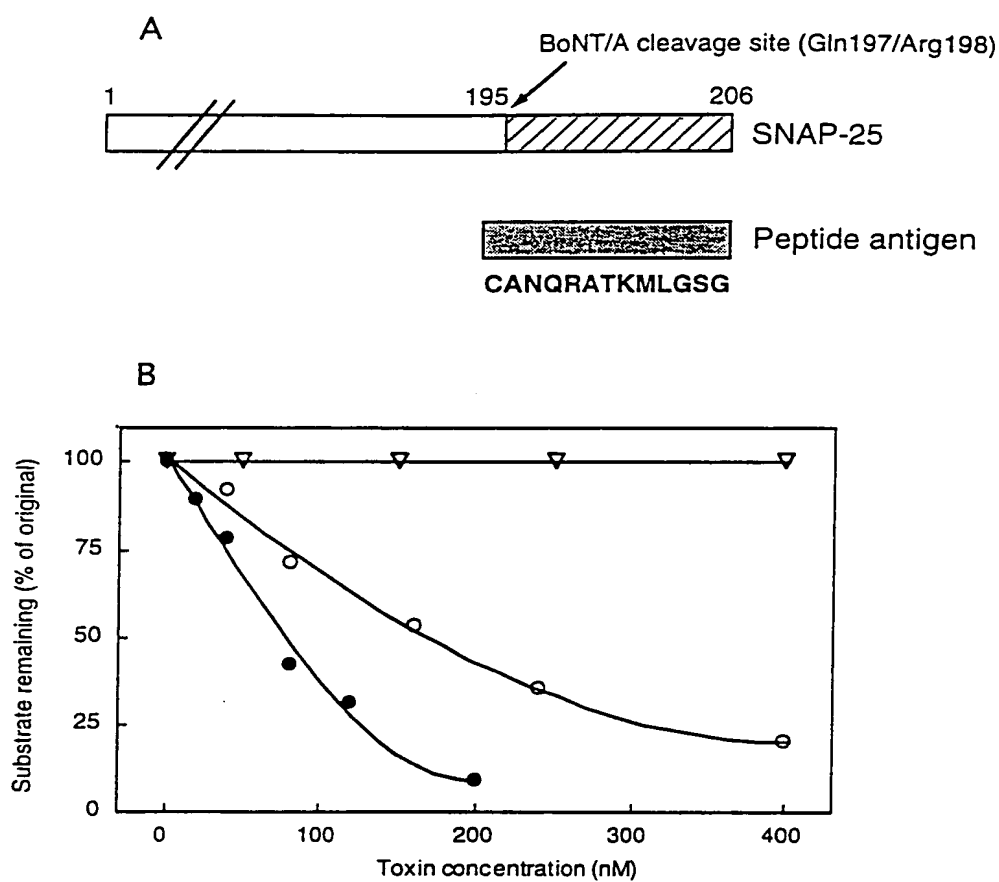 A
BoNT/A cleavage site (Gln197/Arg198)
1 195 206
SNAP-25
Peptide antigen
CANQRATKMLGSG
B
Substrate remaining (% of original)
100
75
50
25
0
0 100 200 300 400
Toxin concentration (nM)